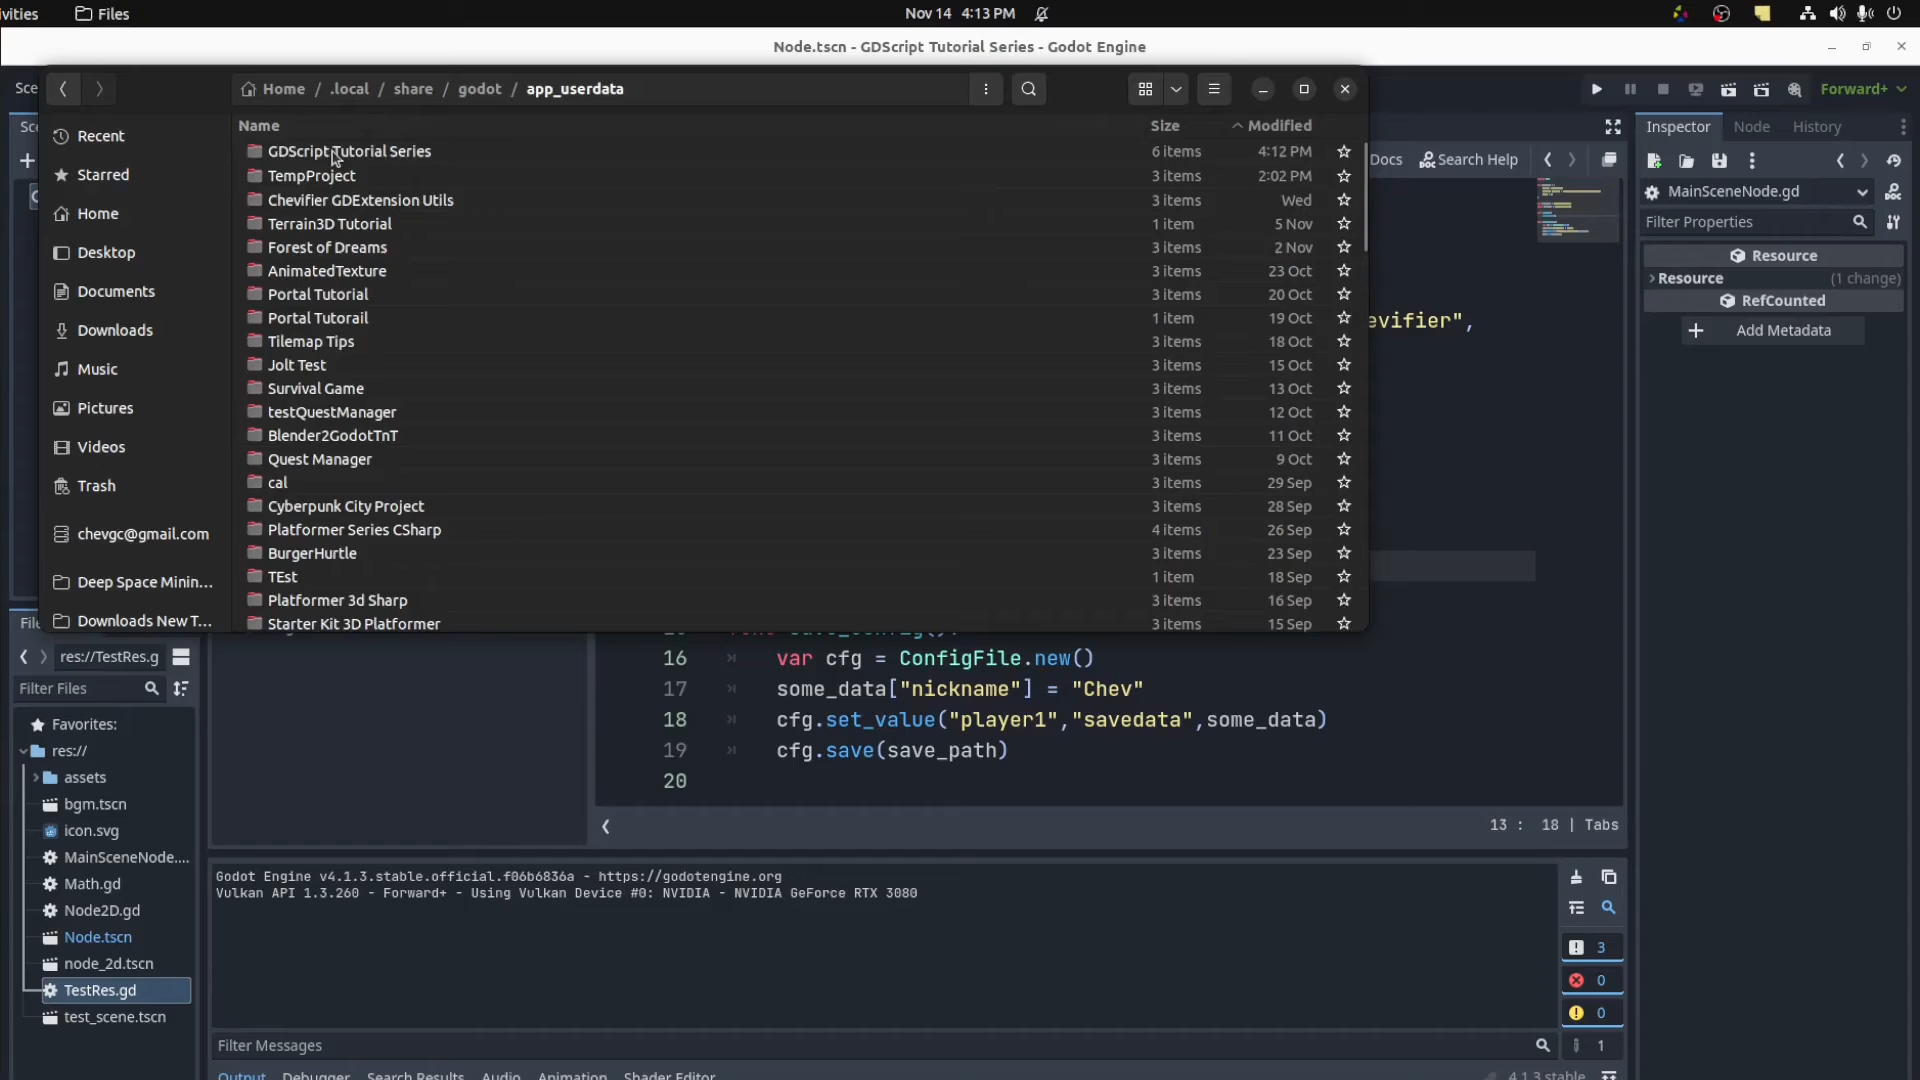 ivities Files Nov 14 4:13 PM
Node.tscn - GDScript Tutorial Series - Godot Engine
Sce Home / .local / share / godot / app_userdata Forward+
Sce Name Size Modified Inspector Node History
Recent GDScript Tutorial Series 6 items 4:12 PM Docs Search Help
Starred TempProject 3 items 2:02 PM
Chevifier GDExtension Utils 3 items Wed MainSceneNode.gd
Home Terrain3D Tutorial 1 item 5 Nov Filter Properties
Desktop Forest of Dreams 3 items 2 Nov Resource
AnimatedTexture 3 items 23 Oct Resource (1 change)
Documents Portal Tutorial 3 items 20 Oct RefCounted
Downloads Portal Tutorail 1 item 19 Oct evifier", Add Metadata
Tilemap Tips 3 items 18 Oct
Music Jolt Test 3 items 15 Oct
Survival Game 3 items 13 Oct
Pictures testQuestManager 3 items 12 Oct
Videos Blender2GodotTnT 3 items 11 Oct
Quest Manager 3 items 9 Oct
Trash cal 3 items 29 Sep
Cyberpunk City Project 3 items 28 Sep
chevgc@gmail.com Platformer Series CSharp 4 items 26 Sep
BurgerHurtle 3 items 23 Sep
Deep Space Minin... TEst 1 item 18 Sep
Platformer 3d Sharp 3 items 16 Sep
Fil Downloads New T... Starter Kit 3D Platformer 3 items 15 Sep
res://TestRes.g 16 var cfg = ConfigFile.new()
Filter Files 17 some_data["nickname"] = "Chev"
Favorites: 18 cfg.set_value("player1","savedata",some_data)
res:// 19 cfg.save(save_path)
assets 20
bgm.tscn
icon.svg 13 : 18 | Tabs
MainSceneNode....
Math.gd Godot Engine v4.1.3.stable.official.f06b6836a - https://godotengine.org
Vulkan API 1.3.260 - Forward+ - Using Vulkan Device #0: NVIDIA - NVIDIA GeForce RTX 3080
Node2D.gd
Node.tscn 3
node_2d.tscn 0
TestRes.gd
test_scene.tscn 0
Filter Messages 1
Output Debugger Search Results Audio Animation Shader Editor 4.1.3.stable